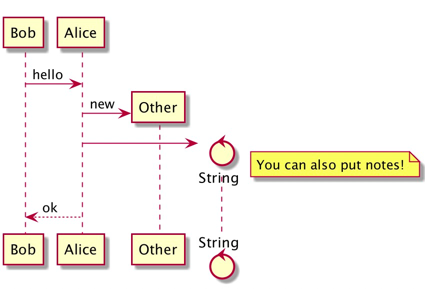 Bob Alice
hello
new Other
String
You can also put notes!
ok
Bob Alice Other String